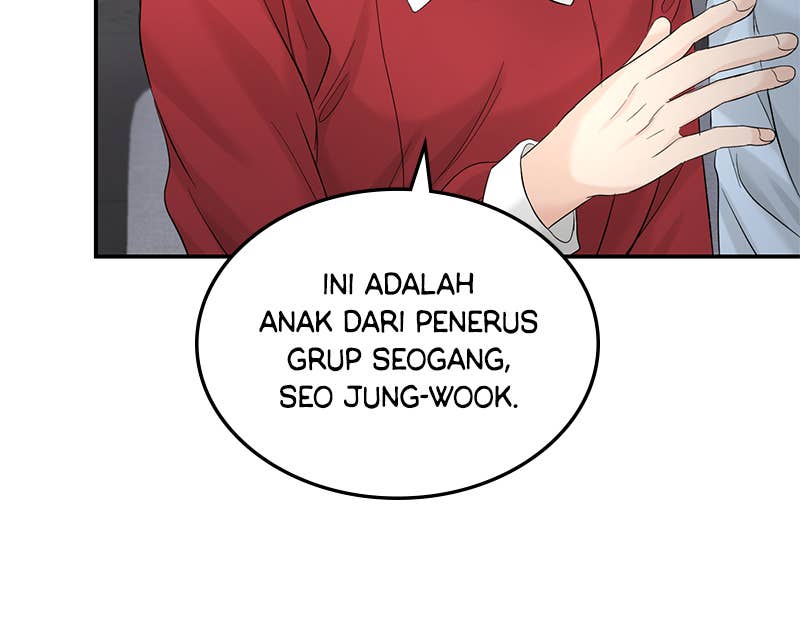 INI ADALAH
ANAK DARI PENERUS
GRUP SEOGANG,
SEO JUNG-WOOK.